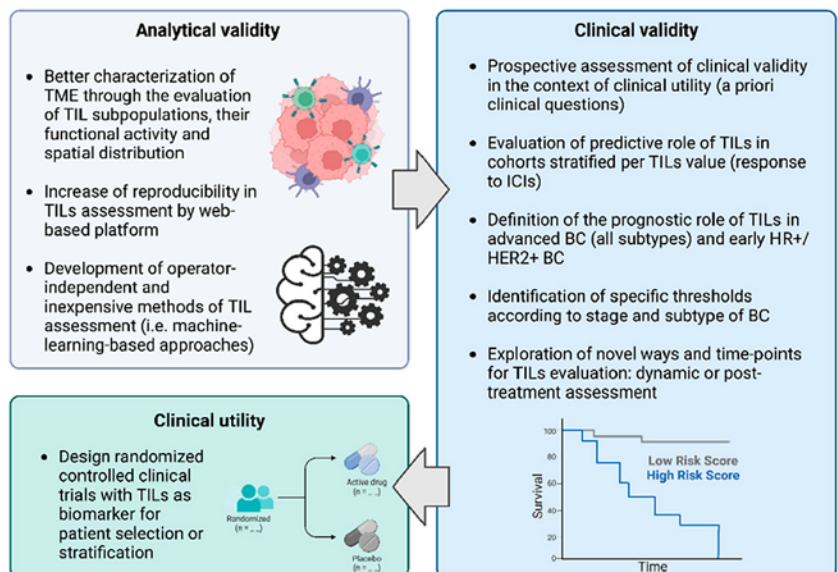 Analytical validity
• Better characterization of
TME through the evaluation
of TIL subpopulations, their
functional activity and
spatial distribution
• Increase of reproducibility in
TILs assessment by web-
based platform
• Development of operator-
independent and
inexpensive methods of TIL
assessment (i.e. machine-
learning-based approaches)
Clinical validity
• Prospective assessment of clinical validity
in the context of clinical utility (a priori
clinical questions)
• Evaluation of predictive role of TILs in
cohorts stratified per TILs value (response
to ICIs)
• Definition of the prognostic role of TILs in
advanced BC (all subtypes) and early HR+/
HER2+ BC
• Identification of specific thresholds
according to stage and subtype of BC
• Exploration of novel ways and time-points
for TILs evaluation: dynamic or post-
treatment assessment
100
80
60
40
20
0
Survival
Low Risk Score
High Risk Score
Time
Clinical utility
• Design randomized
controlled clinical
trials with TILs as
biomarker for
patient selection or
stratification
Randomized
(n = _ _)
Active drug
(n = _ _)
Placebo
(n = _ _)